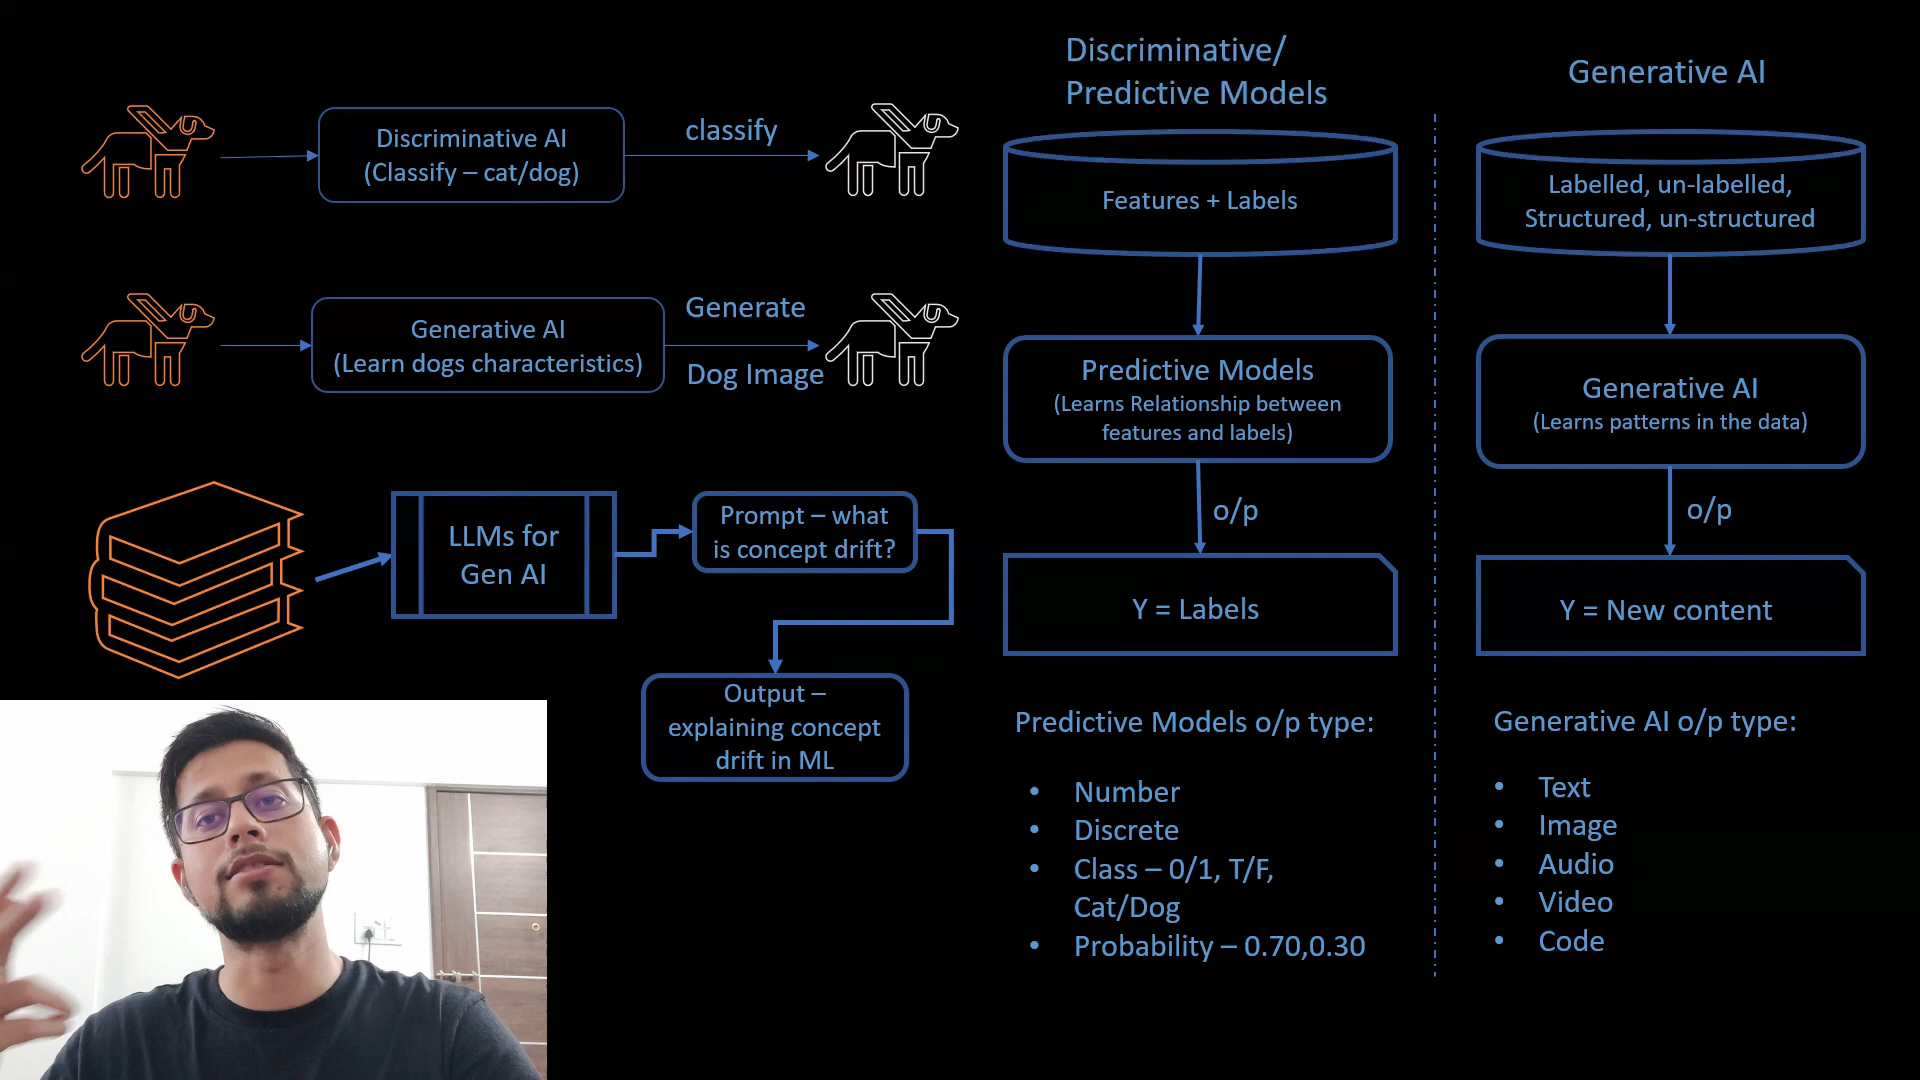 Discriminative AI
(Classify – cat/dog)
classify
Generative AI
(Learn dogs characteristics)
Generate
Dog Image
LLMs for
Gen AI
Prompt – what
is concept drift?
Output –
explaining concept
drift in ML
Discriminative/
Predictive Models
Features + Labels
Predictive Models
(Learns Relationship between
features and labels)
o/p
Y = Labels
Predictive Models o/p type:
• Number
• Discrete
• Class – 0/1, T/F,
Cat/Dog
• Probability – 0.70,0.30
Generative AI
Labelled, un-labelled,
Structured, un-structured
Generative AI
(Learns patterns in the data)
o/p
Y = New content
Generative AI o/p type:
• Text
• Image
• Audio
• Video
• Code